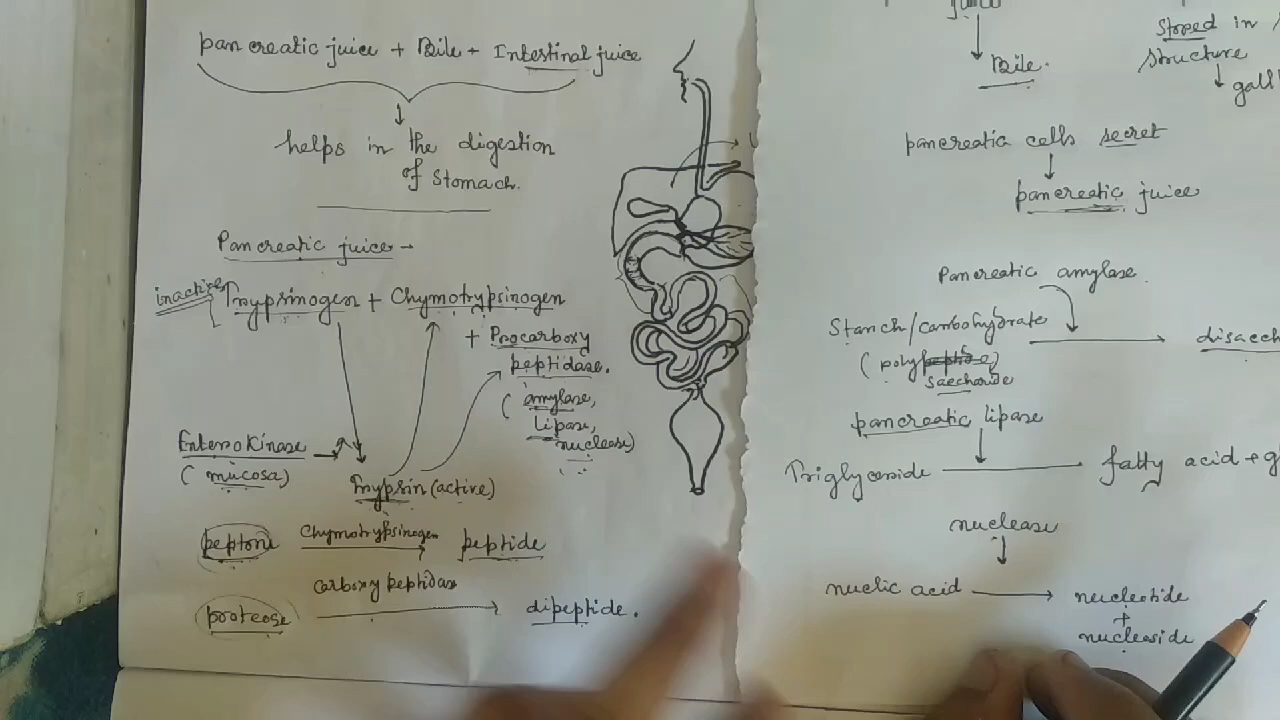 pancreatic juice + Bile + Intestinal juice
helps in the digestion
of Stomach.
Pancreatic juice -
inactive Trypsinogen + Chymotrypsinogen
+ Procarboxy
peptidase.
(amylase,
Lipase,
nuclease)
Enterokinase
(mucosa)
Trypsin (active)
peptone Chymotrypsinogen peptide
carboxy peptidase
proteose dipeptide.
juice
Bile.
Stored in
structure
gall
pancreatic cells secret
pancreatic juice
Pancreatic amylase.
Starch/carbohydrate disacch
(poly
saccharide
pancreatic lipase
Triglyceride fatty acid + g
nuclease
nuclic acid nucleotide
+
nucleoside